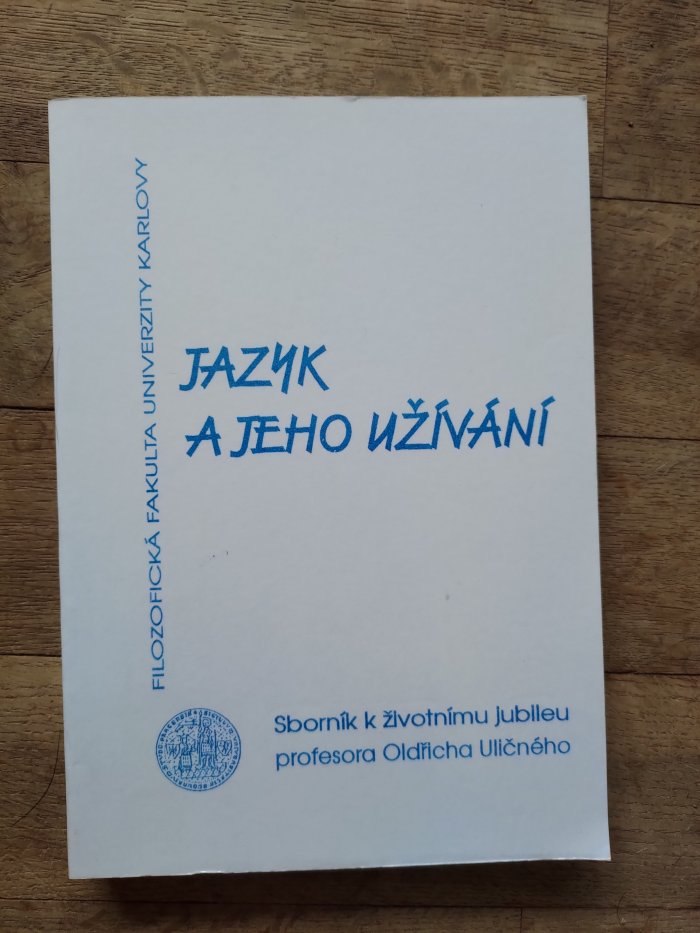 FILOZOFICKÁ FAKULTA UNIVERZITY KARLOVY
JAZYK
A JEHO UŽÍVÁNÍ
Sborník k životnímu jubileu
profesora Oldřicha Uličného